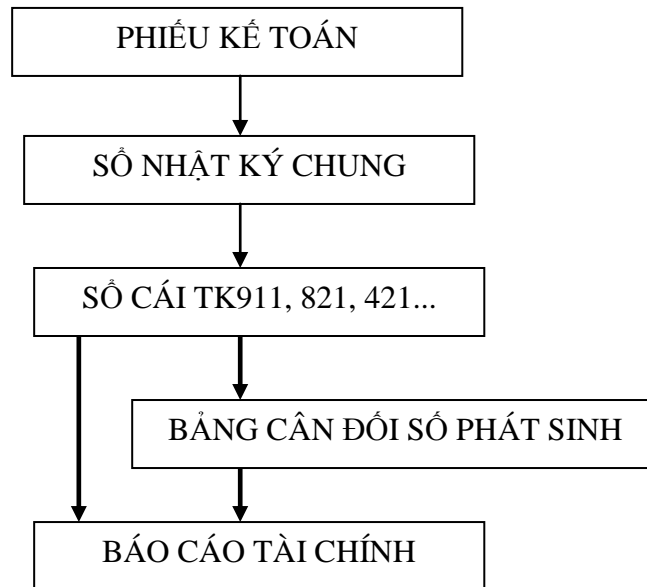 PHIẾU KẾ TOÁN
SỔ NHẬT KÝ CHUNG
SỔ CÁI TK911, 821, 421...
BẢNG CÂN ĐỐI SỐ PHÁT SINH
BÁO CÁO TÀI CHÍNH